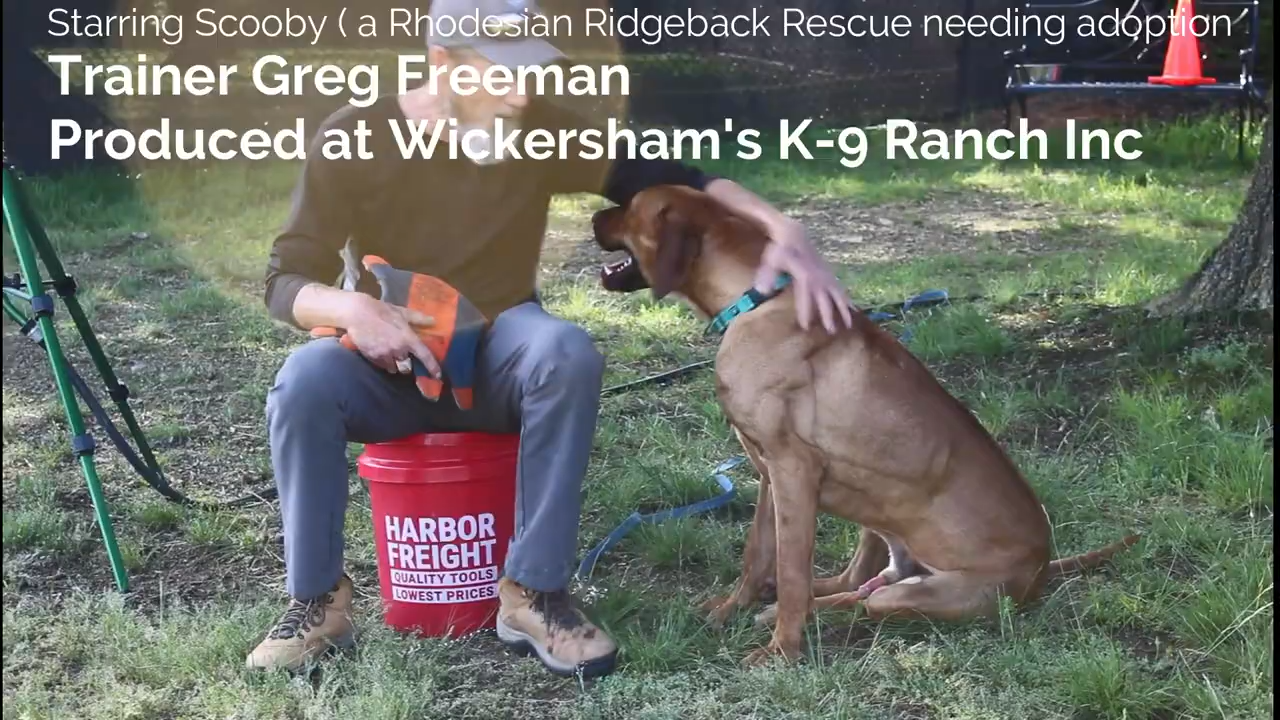 Starring Scooby ( a Rhodesian Ridgeback Rescue needing adoption
Trainer Greg Freeman
Produced at Wickersham's K-9 Ranch Inc
HARBOR
FREIGHT
QUALITY TOOLS
LOWEST PRICES